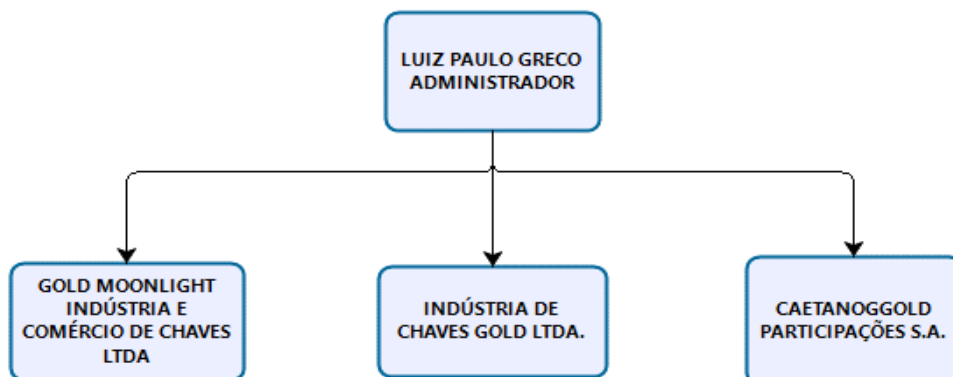 LUIZ PAULO GRECO
ADMINISTRADOR
GOLD MOONLIGHT
INDÚSTRIA E
COMÉRCIO DE CHAVES
LTDA
INDÚSTRIA DE
CHAVES GOLD LTDA.
CAETANOGGOLD
PARTICIPAÇÕES S.A.